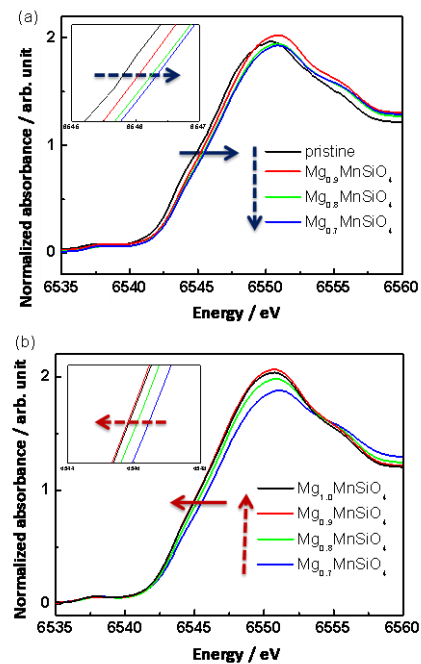 (a)
2
1
0
Normalized absorbance / arb. unit
pristine
Mg0.9MnSiO4
Mg0.8MnSiO4
Mg0.7MnSiO4
6535 6540 6545 6550 6555 6560
Energy / eV
(b)
2
1
0
Normalized absorbance / arb. unit
Mg1.0MnSiO4
Mg0.9MnSiO4
Mg0.8MnSiO4
Mg0.7MnSiO4
6535 6540 6545 6550 6555 6560
Energy / eV